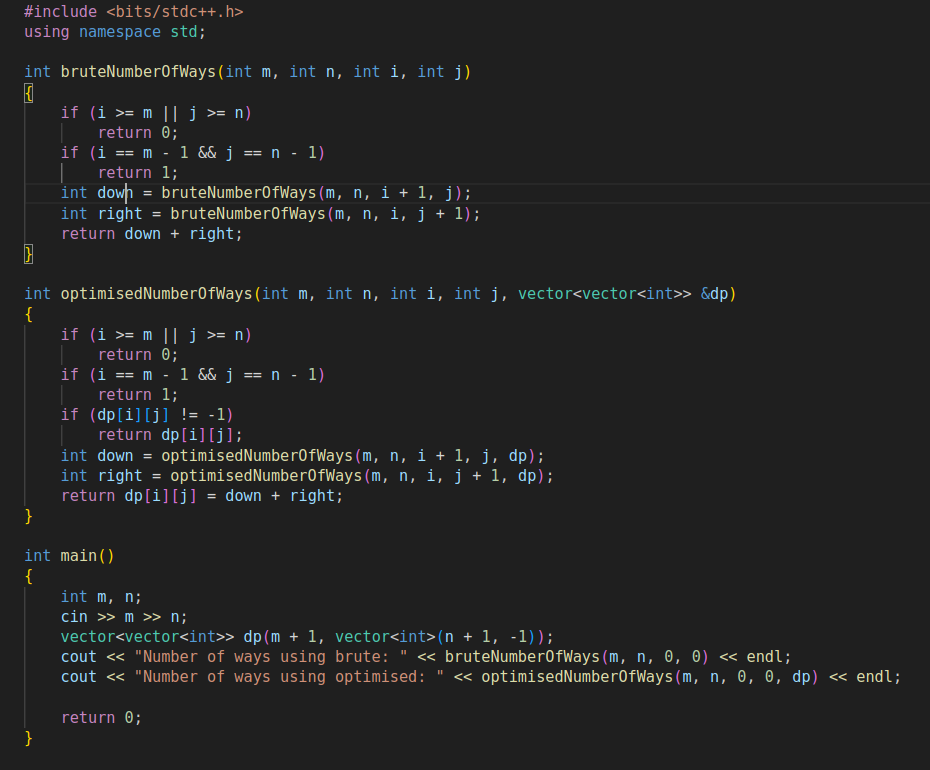 #include <bits/stdc++.h>
using namespace std;

int bruteNumberOfWays(int m, int n, int i, int j)
{
    if (i >= m || j >= n)
        return 0;
    if (i == m - 1 && j == n - 1)
        return 1;
    int down = bruteNumberOfWays(m, n, i + 1, j);
    int right = bruteNumberOfWays(m, n, i, j + 1);
    return down + right;
}

int optimisedNumberOfWays(int m, int n, int i, int j, vector<vector<int>> &dp)
{
    if (i >= m || j >= n)
        return 0;
    if (i == m - 1 && j == n - 1)
        return 1;
    if (dp[i][j] != -1)
        return dp[i][j];
    int down = optimisedNumberOfWays(m, n, i + 1, j, dp);
    int right = optimisedNumberOfWays(m, n, i, j + 1, dp);
    return dp[i][j] = down + right;
}

int main()
{
    int m, n;
    cin >> m >> n;
    vector<vector<int>> dp(m + 1, vector<int>(n + 1, -1));
    cout << "Number of ways using brute: " << bruteNumberOfWays(m, n, 0, 0) << endl;
    cout << "Number of ways using optimised: " << optimisedNumberOfWays(m, n, 0, 0, dp) << endl;

    return 0;
}